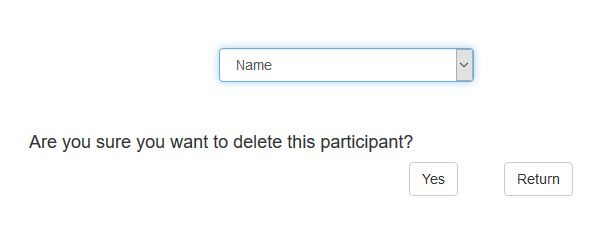 Name
Are you sure you want to delete this participant?
Yes Return